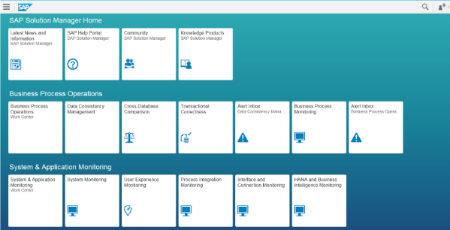 SAP
SAP Solution Manager Home
Latest News and
Information
SAP Solution Manager
SAP Help Portal
SAP Solution Manager
Community
SAP Solution Manager
Knowledge Products
SAP Solution Manager
Business Process Operations
Business Process
Operations
Work Center
Data Consistency
Management
Cross Database
Comparison
Transactional
Correctness
Alert Inbox
Data Consistency Mana...
Business Process
Monitoring
Alert Inbox
Business Process Opera...
System & Application Monitoring
System & Application
Monitoring
Work Center
System Monitoring
User Experience
Monitoring
Process Integration
Monitoring
Interface and
Connection Monitoring
HANA and Business
Intelligence Monitoring